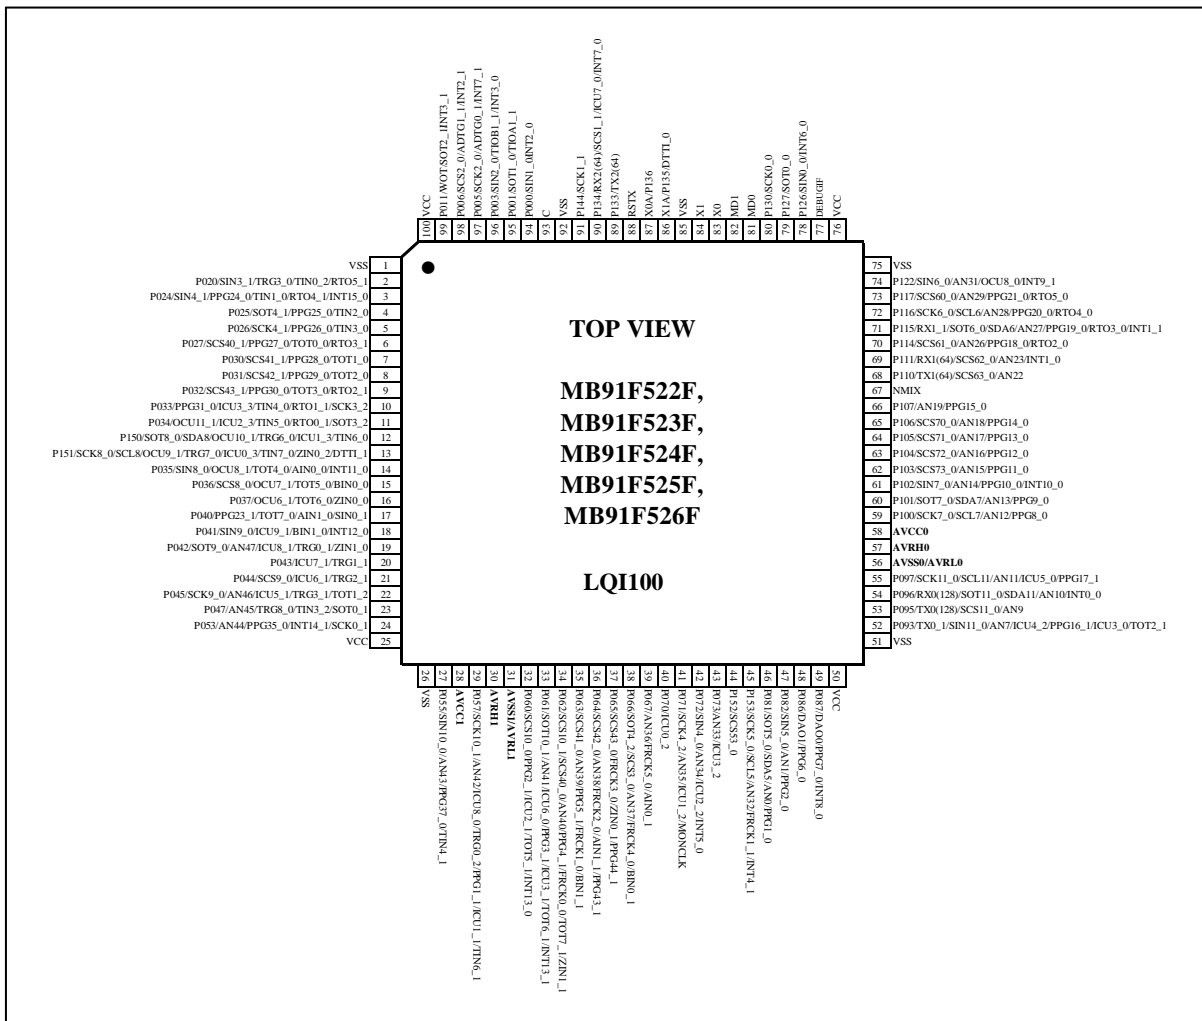 P011/WOT/SOT2_1/INT3_1
P006/SCS2_0/ADTG1_1/INT2_1
P005/SCK2_0/ADTG0_1/INT7_1
P003/SIN2_0/TIOB1_1/INT3_0
P001/SOT1_0/TIOA1_1
P000/SIN1_0/INT2_0
P144/SCK1_1
P134/RX2(64)/SCS1_1/ICU7_0/INT7_0
P133/TX2(64)
RSTX
X0A/P136
X1A/P135/DTTI_0
VSS
X1
X0
MD1
MD0
P130/SCK0_0
P127/SOT0_0
P126/SIN0_0/INT6_0
DEBUGIF
VCC
VCC
C
VSS
100 99 98 97 96 95 94 93 92 91 90 89 88 87 86 85 84 83 82 81 80 79 78 77 76
VSS 1
P020/SIN3_1/TRG3_0/TIN0_2/RTO5_1 2
P024/SIN4_1/PPG24_0/TIN1_0/RTO4_1/INT15_0 3
P025/SOT4_1/PPG25_0/TIN2_0 4
P026/SCK4_1/PPG26_0/TIN3_0 5
P027/SCS40_1/PPG27_0/TOT0_0/RTO3_1 6
P030/SCS41_1/PPG28_0/TOT1_0 7
P031/SCS42_1/PPG29_0/TOT2_0 8
P032/SCS43_1/PPG30_0/TOT3_0/RTO2_1 9
P033/PPG31_0/ICU3_3/TIN4_0/RTO1_1/SCK3_2 10
P034/OCU11_1/ICU2_3/TIN5_0/RTO0_1/SOT3_2 11
P150/SOT8_0/SDA8/OCU10_1/TRG6_0/ICU1_3/TIN6_0 12
P151/SCK8_0/SCL8/OCU9_1/TRG7_0/ICU0_3/TIN7_0/ZIN0_2/DTTI_1 13
P035/SIN8_0/OCU8_1/TOT4_0/AIN0_0/INT11_0 14
P036/SCS8_0/OCU7_1/TOT5_0/BIN0_0 15
P037/OCU6_1/TOT6_0/ZIN0_0 16
P040/PPG23_1/TOT7_0/AIN1_0/SIN0_1 17
P041/SIN9_0/ICU9_1/BIN1_0/INT12_0 18
P042/SOT9_0/AN47/ICU8_1/TRG0_1/ZIN1_0 19
P043/ICU7_1/TRG1_1 20
P044/SCS9_0/ICU6_1/TRG2_1 21
P045/SCK9_0/AN46/ICU5_1/TRG3_1/TOT1_2 22
P047/AN45/TRG8_0/TIN3_2/SOT0_1 23
P053/AN44/PPG35_0/INT14_1/SCK0_1 24
VCC 25
TOP VIEW
MB91F522F,
MB91F523F,
MB91F524F,
MB91F525F,
MB91F526F
LQI100
75 VSS
74 P122/SIN6_0/AN31/OCU8_0/INT9_1
73 P117/SCS60_0/AN29/PPG21_0/RTO5_0
72 P116/SCK6_0/SCL6/AN28/PPG20_0/RTO4_0
71 P115/RX1_1/SOT6_0/SDA6/AN27/PPG19_0/RTO3_0/INT1_1
70 P114/SCS61_0/AN26/PPG18_0/RTO2_0
69 P111/RX1(64)/SCS62_0/AN23/INT1_0
68 P110/TX1(64)/SCS63_0/AN22
67 NMIX
66 P107/AN19/PPG15_0
65 P106/SCS70_0/AN18/PPG14_0
64 P105/SCS71_0/AN17/PPG13_0
63 P104/SCS72_0/AN16/PPG12_0
62 P103/SCS73_0/AN15/PPG11_0
61 P102/SIN7_0/AN14/PPG10_0/INT10_0
60 P101/SOT7_0/SDA7/AN13/PPG9_0
59 P100/SCK7_0/SCL7/AN12/PPG8_0
58 AVCC0
57 AVRH0
56 AVSS0/AVRL0
55 P097/SCK11_0/SCL11/AN11/ICU5_0/PPG17_1
54 P096/RX0(128)/SOT11_0/SDA11/AN10/INT0_0
53 P095/TX0(128)/SCS11_0/AN9
52 P093/TX0_1/SIN11_0/AN7/ICU4_2/PPG16_1/ICU3_0/TOT2_1
51 VSS
26 27 28 29 30 31 32 33 34 35 36 37 38 39 40 41 42 43 44 45 46 47 48 49 50
VSS
P055/SIN10_0/AN43/PPG37_0/TIN4_1
AVCC1
P057/SCK10_1/AN42/ICU8_0/TRG0_2/PPG1_1/ICU1_1/TIN6_1
AVRH1
AVSS1/AVRL1
P060/SCS10_0/PPG2_1/ICU2_1/TOT5_1/INT13_0
P061/SOT10_1/AN41/ICU6_0/PPG3_1/ICU3_1/TOT6_1/INT13_1
P062/SCS10_1/SCS40_0/AN40/PPG4_1/FRCK0_0/TOT7_1/ZIN1_1
P063/SCS41_0/AN39/PPG5_1/FRCK1_0/BIN1_1
P064/SCS42_0/AN38/FRCK2_0/AIN1_1/PPG43_1
P065/SCS43_0/FRCK3_0/ZIN0_1/PPG44_1
P066/SOT4_2/SCS3_0/AN37/FRCK4_0/BIN0_1
P067/AN36/FRCK5_0/AIN0_1
P070/ICU0_2
P071/SCK4_2/AN35/ICU1_2/MONCLK
P072/SIN4_0/AN34/ICU2_2/INT5_0
P073/AN33/ICU3_2
P152/SCS53_0
P153/SCK5_0/SCL5/AN32/FRCK1_1/INT4_1
P081/SOT5_0/SDA5/AN0/PPG1_0
P082/SIN5_0/AN1/PPG2_0
P086/DAO1/PPG6_0
P087/DAO0/PPG7_0/INT8_0
VCC